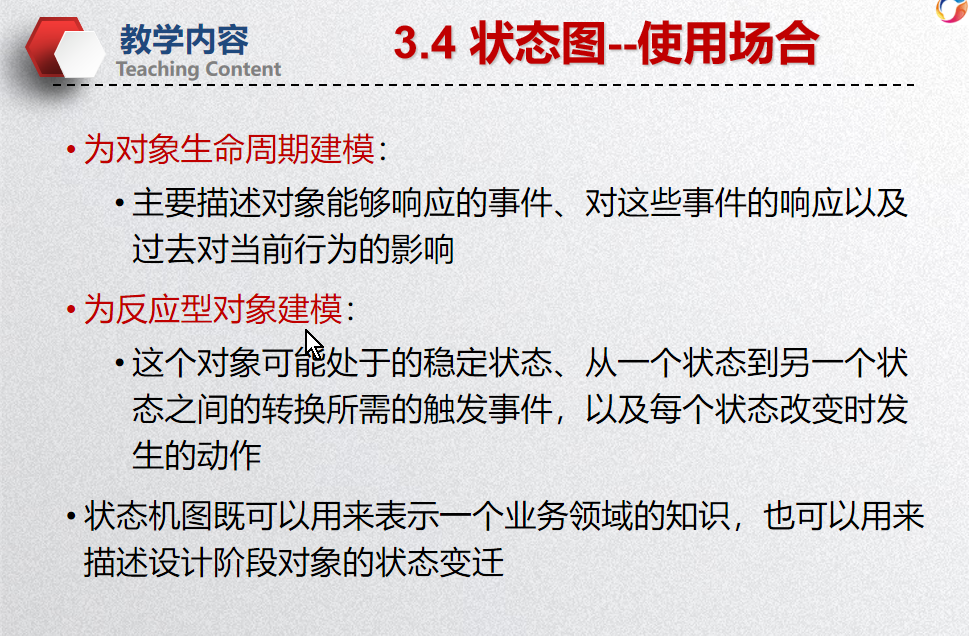 教学内容
Teaching Content
3.4 状态图--使用场合
•为对象生命周期建模：
•主要描述对象能够响应的事件、对这些事件的响应以及
过去对当前行为的影响
•为反应型对象建模：
•这个对象可能处于的稳定状态、从一个状态到另一个状
态之间的转换所需的触发事件，以及每个状态改变时发
生的动作
•状态机图既可以用来表示一个业务领域的知识，也可以用来
描述设计阶段对象的状态变迁